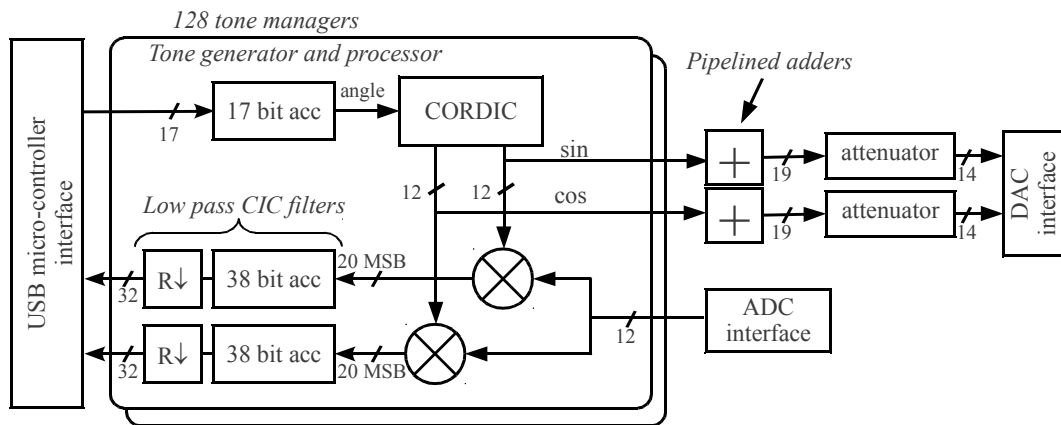 128 tone managers
Tone generator and processor
USB micro-controller
interface
17
17 bit acc
angle
CORDIC
12
12
sin
cos
Pipelined adders
+
19
attenuator
14
+
19
attenuator
14
DAC
interface
Low pass CIC filters
32
R↓
38 bit acc
20 MSB
32
R↓
38 bit acc
20 MSB
12
ADC
interface